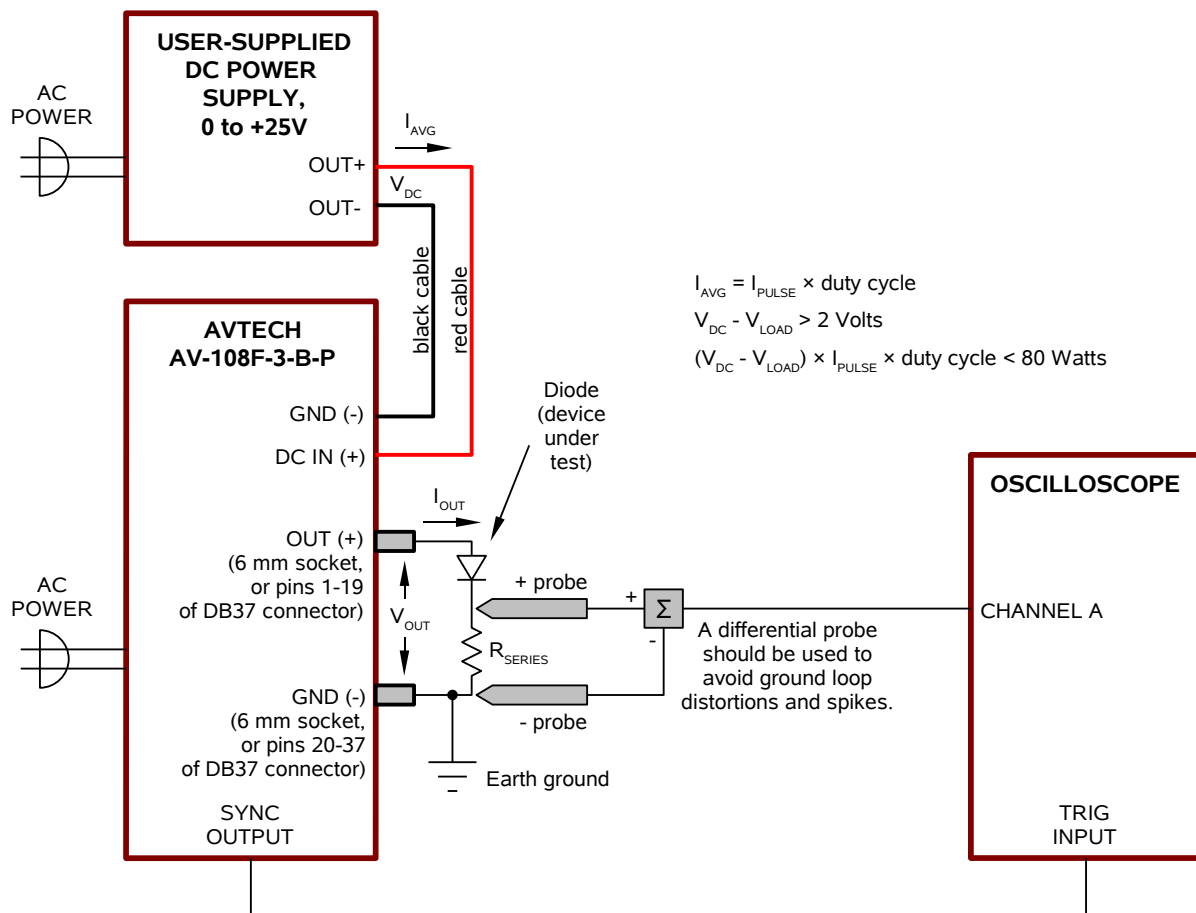 USER-SUPPLIED
DC POWER
SUPPLY,
0 to +25V
AC
POWER
I_AVG
OUT+
V_DC
OUT-
black cable
red cable
I_AVG = I_PULSE × duty cycle
V_DC - V_LOAD > 2 Volts
(V_DC - V_LOAD) × I_PULSE × duty cycle < 80 Watts
AVTECH
AV-108F-3-B-P
GND (-)
DC IN (+)
Diode
(device
under
test)
I_OUT
OUT (+)
(6 mm socket,
or pins 1-19
of DB37 connector)
AC
POWER
V_OUT
+ probe
+
Σ
-
R_SERIES
- probe
GND (-)
(6 mm socket,
or pins 20-37
of DB37 connector)
Earth ground
SYNC
OUTPUT
A differential probe
should be used to
avoid ground loop
distortions and spikes.
OSCILLOSCOPE
CHANNEL A
TRIG
INPUT